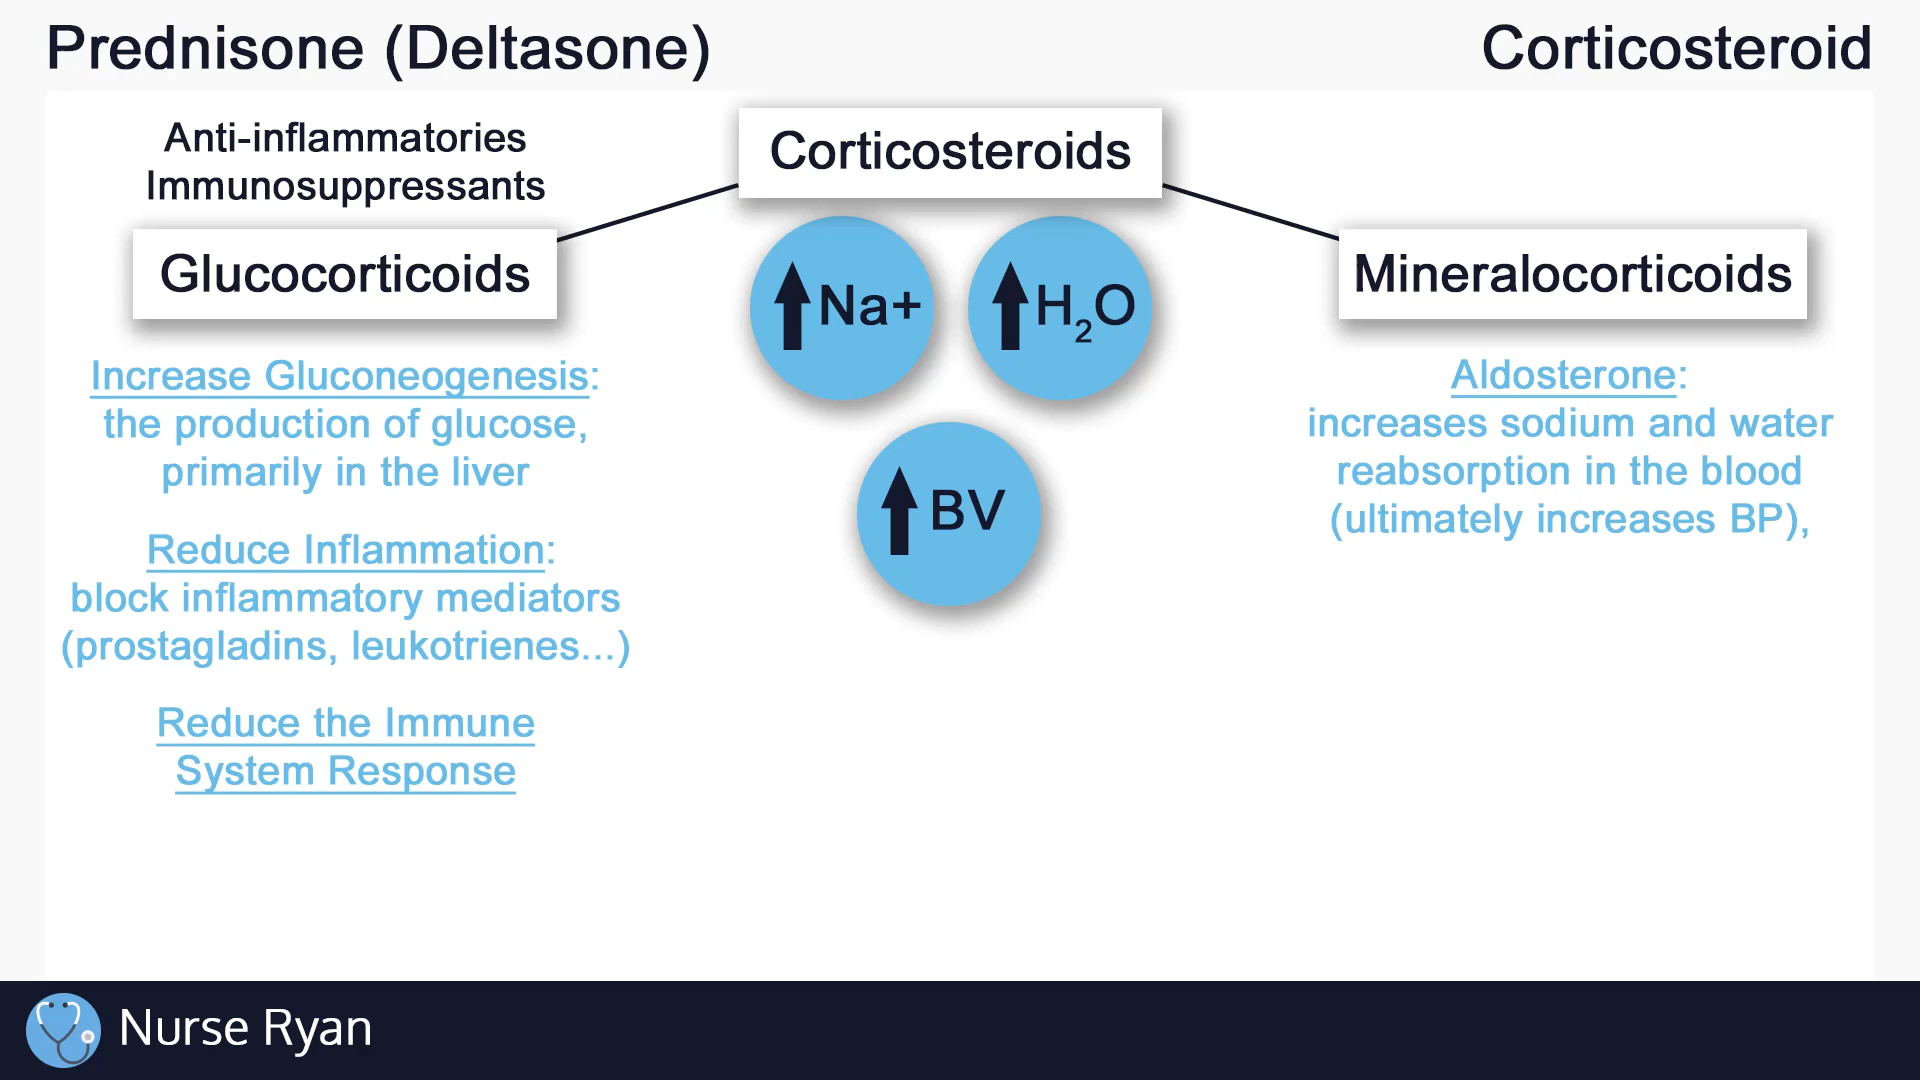 Prednisone (Deltasone)
Corticosteroid
Anti-inflammatories
Immunosuppressants
Corticosteroids
Glucocorticoids
Mineralocorticoids
Na+
H₂O
BV
Increase Gluconeogenesis:
the production of glucose,
primarily in the liver
Reduce Inflammation:
block inflammatory mediators
(prostagladins, leukotrienes...)
Reduce the Immune
System Response
Aldosterone:
increases sodium and water
reabsorption in the blood
(ultimately increases BP),
Nurse Ryan